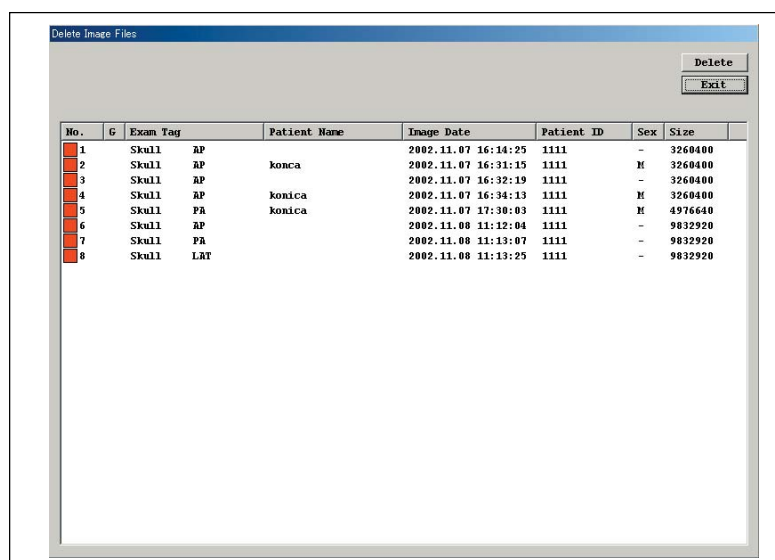 Delete Image Files
Delete
Exit
No. G Exam Tag Patient Name Image Date Patient ID Sex Size
1 Skull AP 2002.11.07 16:14:25 1111 - 3260400
2 Skull AP konca 2002.11.07 16:31:15 1111 M 3260400
3 Skull AP 2002.11.07 16:32:19 1111 - 3260400
4 Skull AP konica 2002.11.07 16:34:13 1111 M 3260400
5 Skull PA konica 2002.11.07 17:30:03 1111 M 4976640
6 Skull AP 2002.11.08 11:12:04 1111 - 9832920
7 Skull PA 2002.11.08 11:13:07 1111 - 9832920
8 Skull LAT 2002.11.08 11:13:25 1111 - 9832920